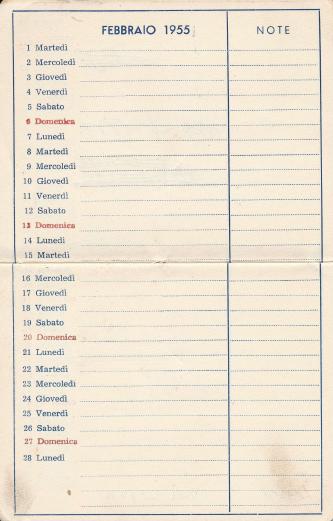 FEBBRAIO 1955 NOTE
1 Martedì
2 Mercoledì
3 Giovedì
4 Venerdì
5 Sabato
6 Domenica
7 Lunedì
8 Martedì
9 Mercoledì
10 Giovedì
11 Venerdì
12 Sabato
13 Domenica
14 Lunedì
15 Martedì
16 Mercoledì
17 Giovedì
18 Venerdì
19 Sabato
20 Domenica
21 Lunedì
22 Martedì
23 Mercoledì
24 Giovedì
25 Venerdì
26 Sabato
27 Domenica
28 Lunedì